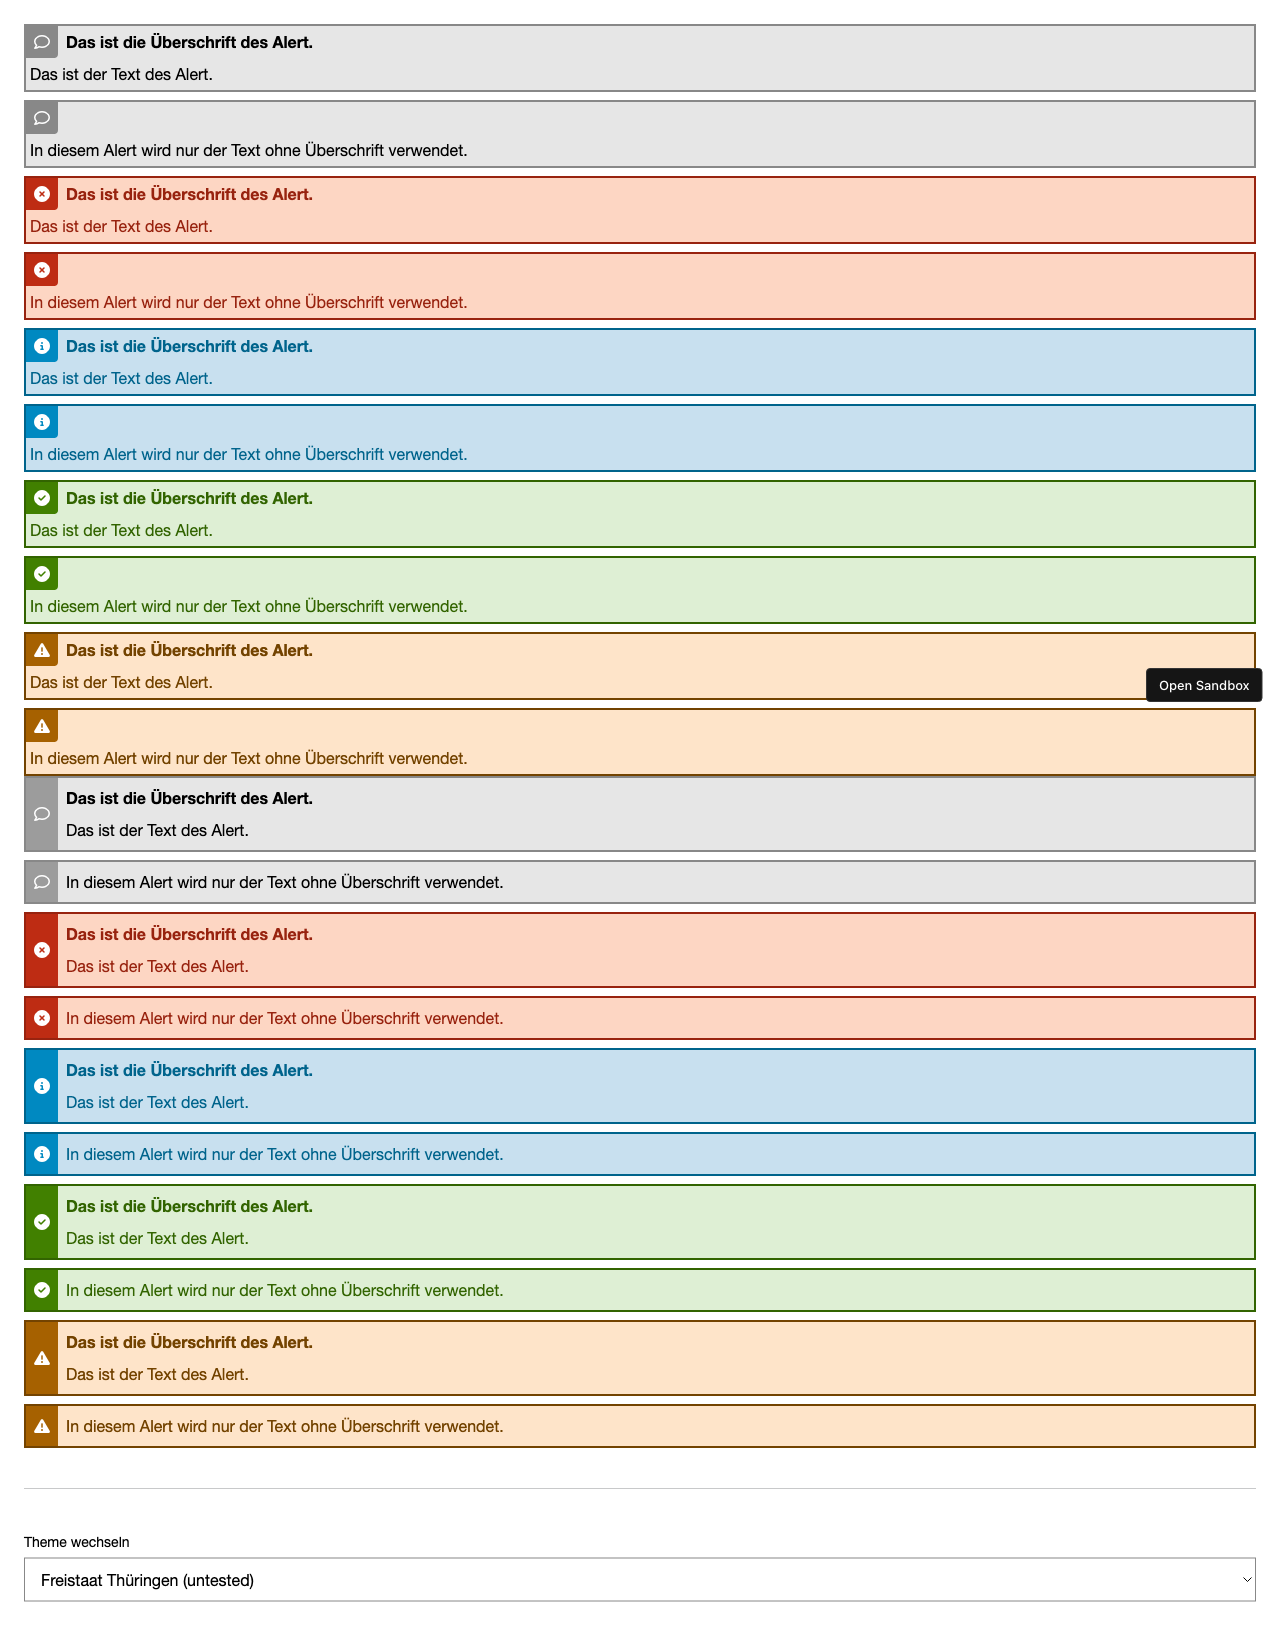 Das ist die Überschrift des Alert.
Das ist der Text des Alert.
In diesem Alert wird nur der Text ohne Überschrift verwendet.
Das ist die Überschrift des Alert.
Das ist der Text des Alert.
In diesem Alert wird nur der Text ohne Überschrift verwendet.
Das ist die Überschrift des Alert.
Das ist der Text des Alert.
In diesem Alert wird nur der Text ohne Überschrift verwendet.
Das ist die Überschrift des Alert.
Das ist der Text des Alert.
In diesem Alert wird nur der Text ohne Überschrift verwendet.
Das ist die Überschrift des Alert.
Das ist der Text des Alert.
Open Sandbox
In diesem Alert wird nur der Text ohne Überschrift verwendet.
Das ist die Überschrift des Alert.
Das ist der Text des Alert.
In diesem Alert wird nur der Text ohne Überschrift verwendet.
Das ist die Überschrift des Alert.
Das ist der Text des Alert.
In diesem Alert wird nur der Text ohne Überschrift verwendet.
Das ist die Überschrift des Alert.
Das ist der Text des Alert.
In diesem Alert wird nur der Text ohne Überschrift verwendet.
Das ist die Überschrift des Alert.
Das ist der Text des Alert.
In diesem Alert wird nur der Text ohne Überschrift verwendet.
Das ist die Überschrift des Alert.
Das ist der Text des Alert.
In diesem Alert wird nur der Text ohne Überschrift verwendet.
Theme wechseln
Freistaat Thüringen (untested)